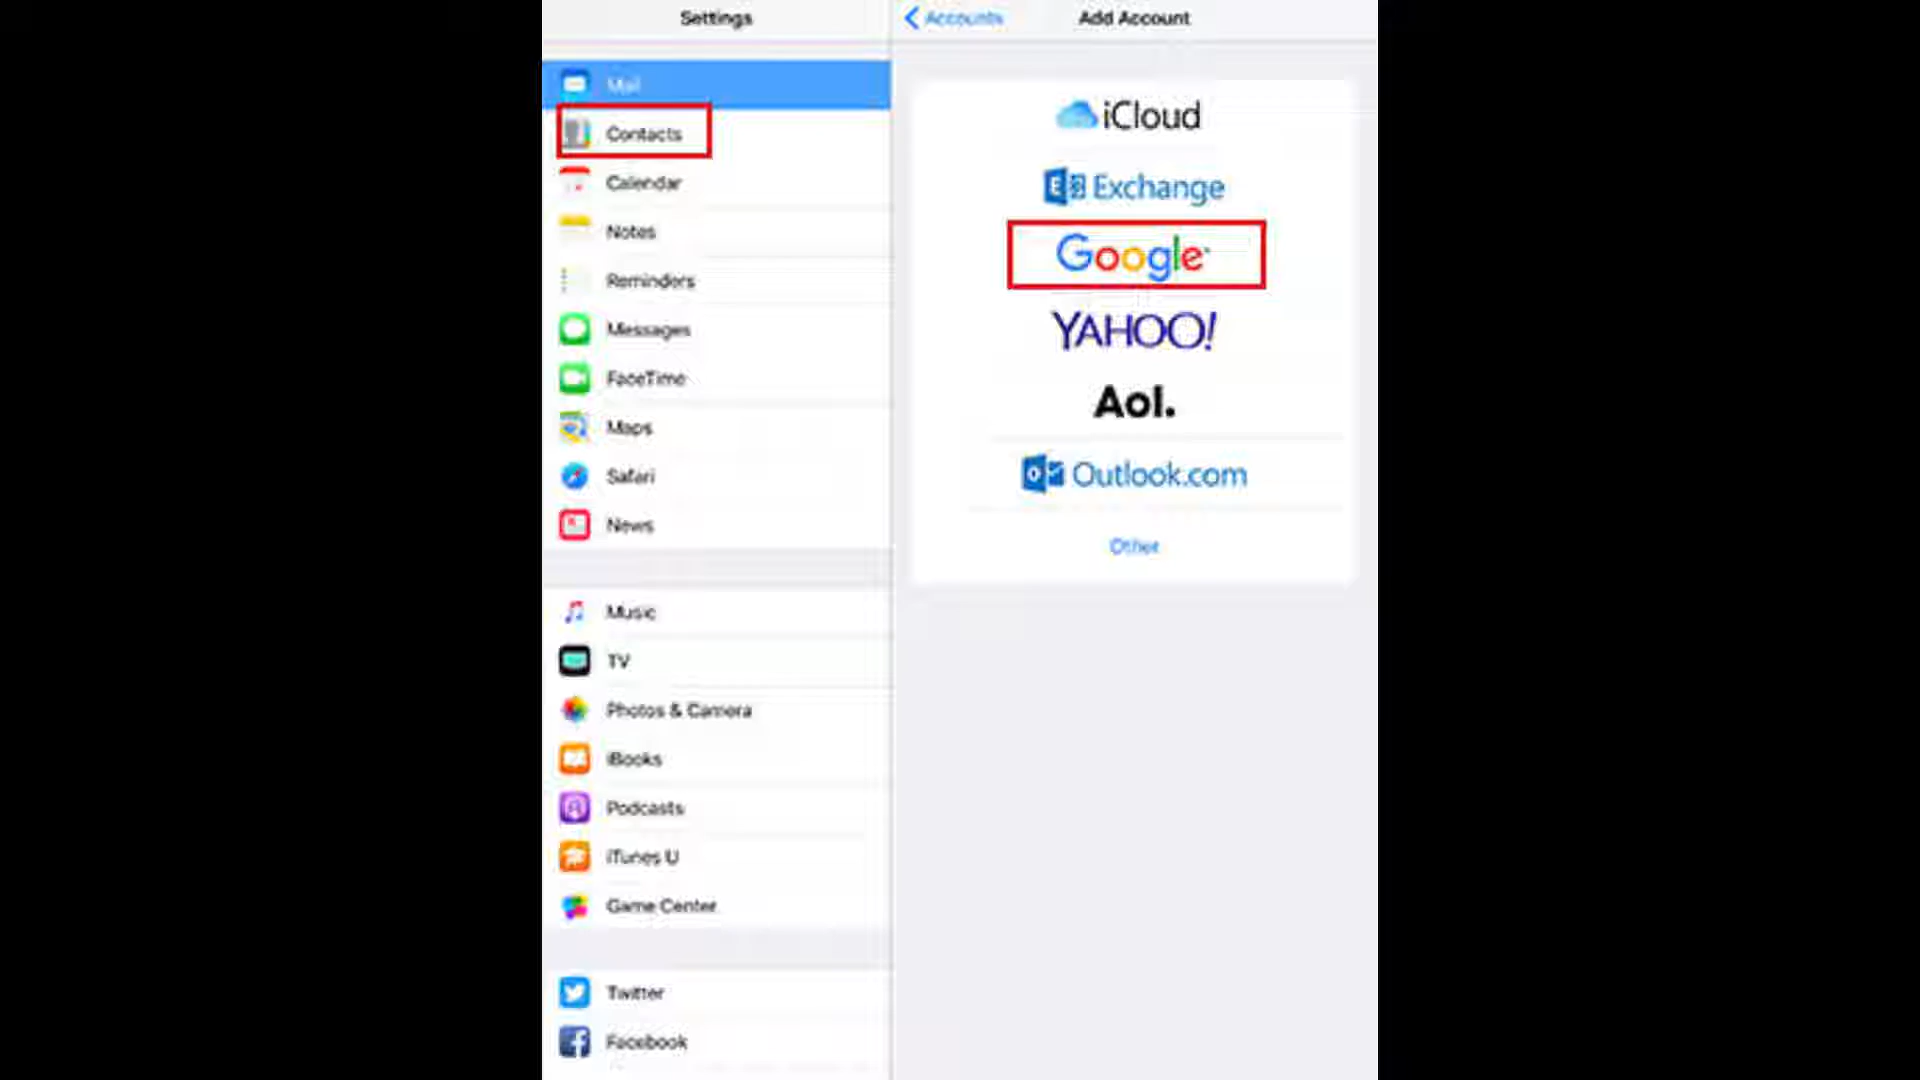 Settings
Mail
Contacts
Calendar
Notes
Reminders
Messages
FaceTime
Maps
Safari
News
Music
TV
Photos & Camera
iBooks
Podcasts
iTunes U
Game Center
Twitter
Facebook
Accounts
Add Account
iCloud
Exchange
Google
YAHOO!
Aol.
Outlook.com
Other